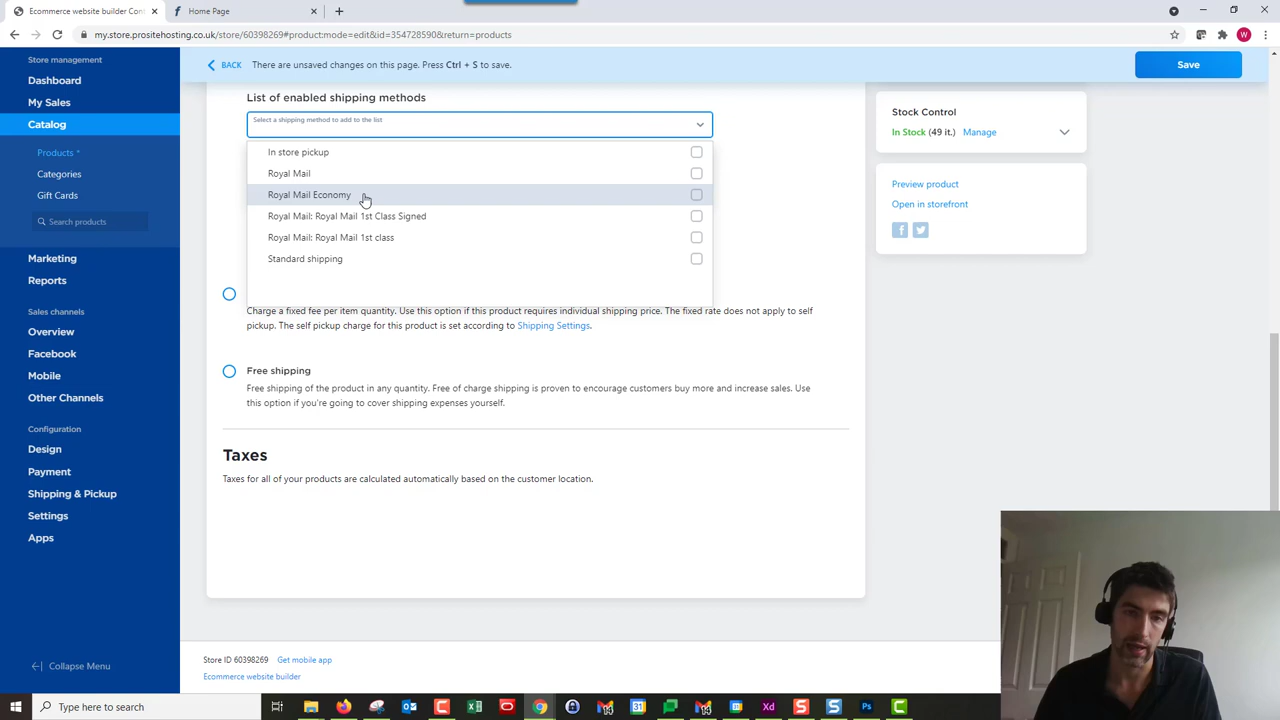 Ecommerce website builder Cont
Home Page
my.store.prositehosting.co.uk/store/60398269#product:mode=edit&id=354728590&return=products
W
Store management
Dashboard
My Sales
Catalog
Products *
Categories
Gift Cards
Search products
Marketing
Reports
Sales channels
Overview
Facebook
Mobile
Other Channels
Configuration
Design
Payment
Shipping & Pickup
Settings
Apps
Collapse Menu
BACK
There are unsaved changes on this page. Press Ctrl + S to save.
Save
List of enabled shipping methods
Select a shipping method to add to the list
In store pickup
Royal Mail
Royal Mail Economy
Royal Mail: Royal Mail 1st Class Signed
Royal Mail: Royal Mail 1st class
Standard shipping
Charge a fixed fee per item quantity. Use this option if this product requires individual shipping price. The fixed rate does not apply to self
pickup. The self pickup charge for this product is set according to Shipping Settings.
Free shipping
Free shipping of the product in any quantity. Free of charge shipping is proven to encourage customers buy more and increase sales. Use
this option if you're going to cover shipping expenses yourself.
Taxes
Taxes for all of your products are calculated automatically based on the customer location.
Stock Control
In Stock (49 it.) Manage
Preview product
Open in storefront
Store ID 60398269 Get mobile app
Ecommerce website builder
Type here to search